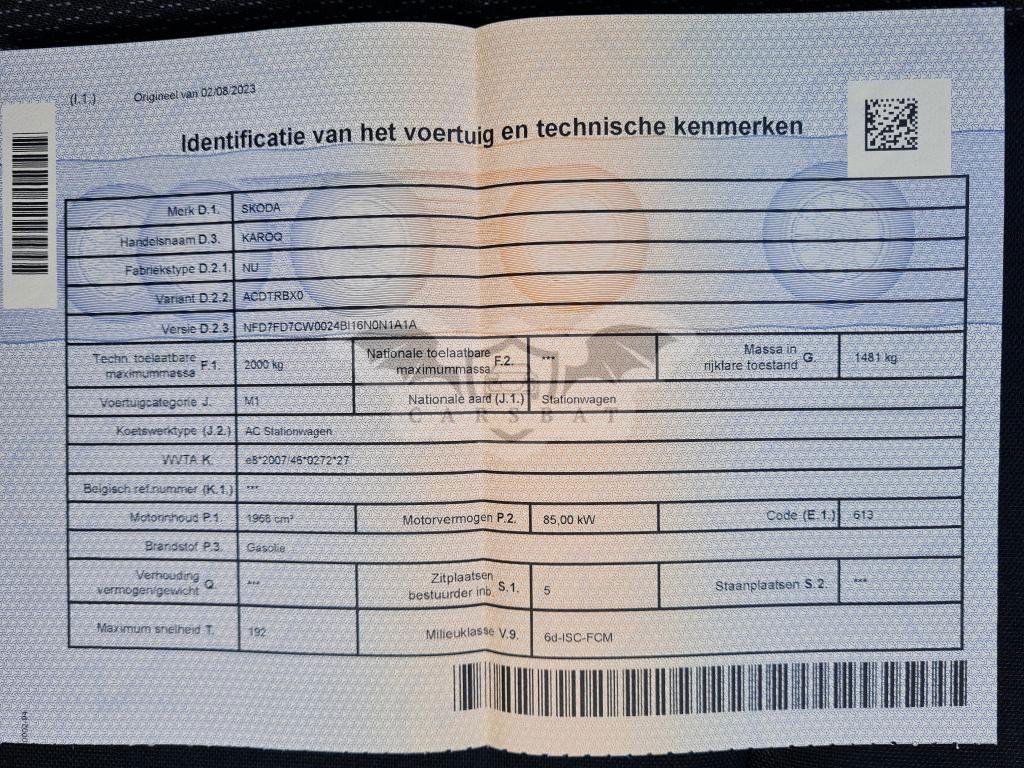 (I.1.) Origineel van 02/08/2023
Identificatie van het voertuig en technische kenmerken
Merk D.1. SKODA
Handelsnaam D.3. KAROQ
Fabriekstype D.2.1. NU
Variant D.2.2. ACDTRBX0
Versie D.2.3. NFD7FD7CW0024BI16N0N1A1A
Techn. toelaatbare maximummassa F.1. 2000 kg Nationale toelaatbare maximummassa F.2. *** Massa in rijklare toestand G. 1481 kg
Voertuigcategorie J. M1 Nationale aard (J.1.) Stationwagen
CARSBAT
Koetswerktype (J.2.) AC Stationwagen
WVTA K. e8*2007/46*0272*27
Belgisch ref.nummer (K.1.) ***
Motorinhoud P.1. 1968 cm³ Motorvermogen P.2. 85,00 kW Code (E.1.) 613
Brandstof P.3. Gasolie
Verhouding vermogen/gewicht Q. *** Zitplaatsen bestuurder inb. S.1. 5 Staanplaatsen S.2. ***
Maximum snelheid T. 192 Milieuklasse V.9. 6d-ISC-FCM